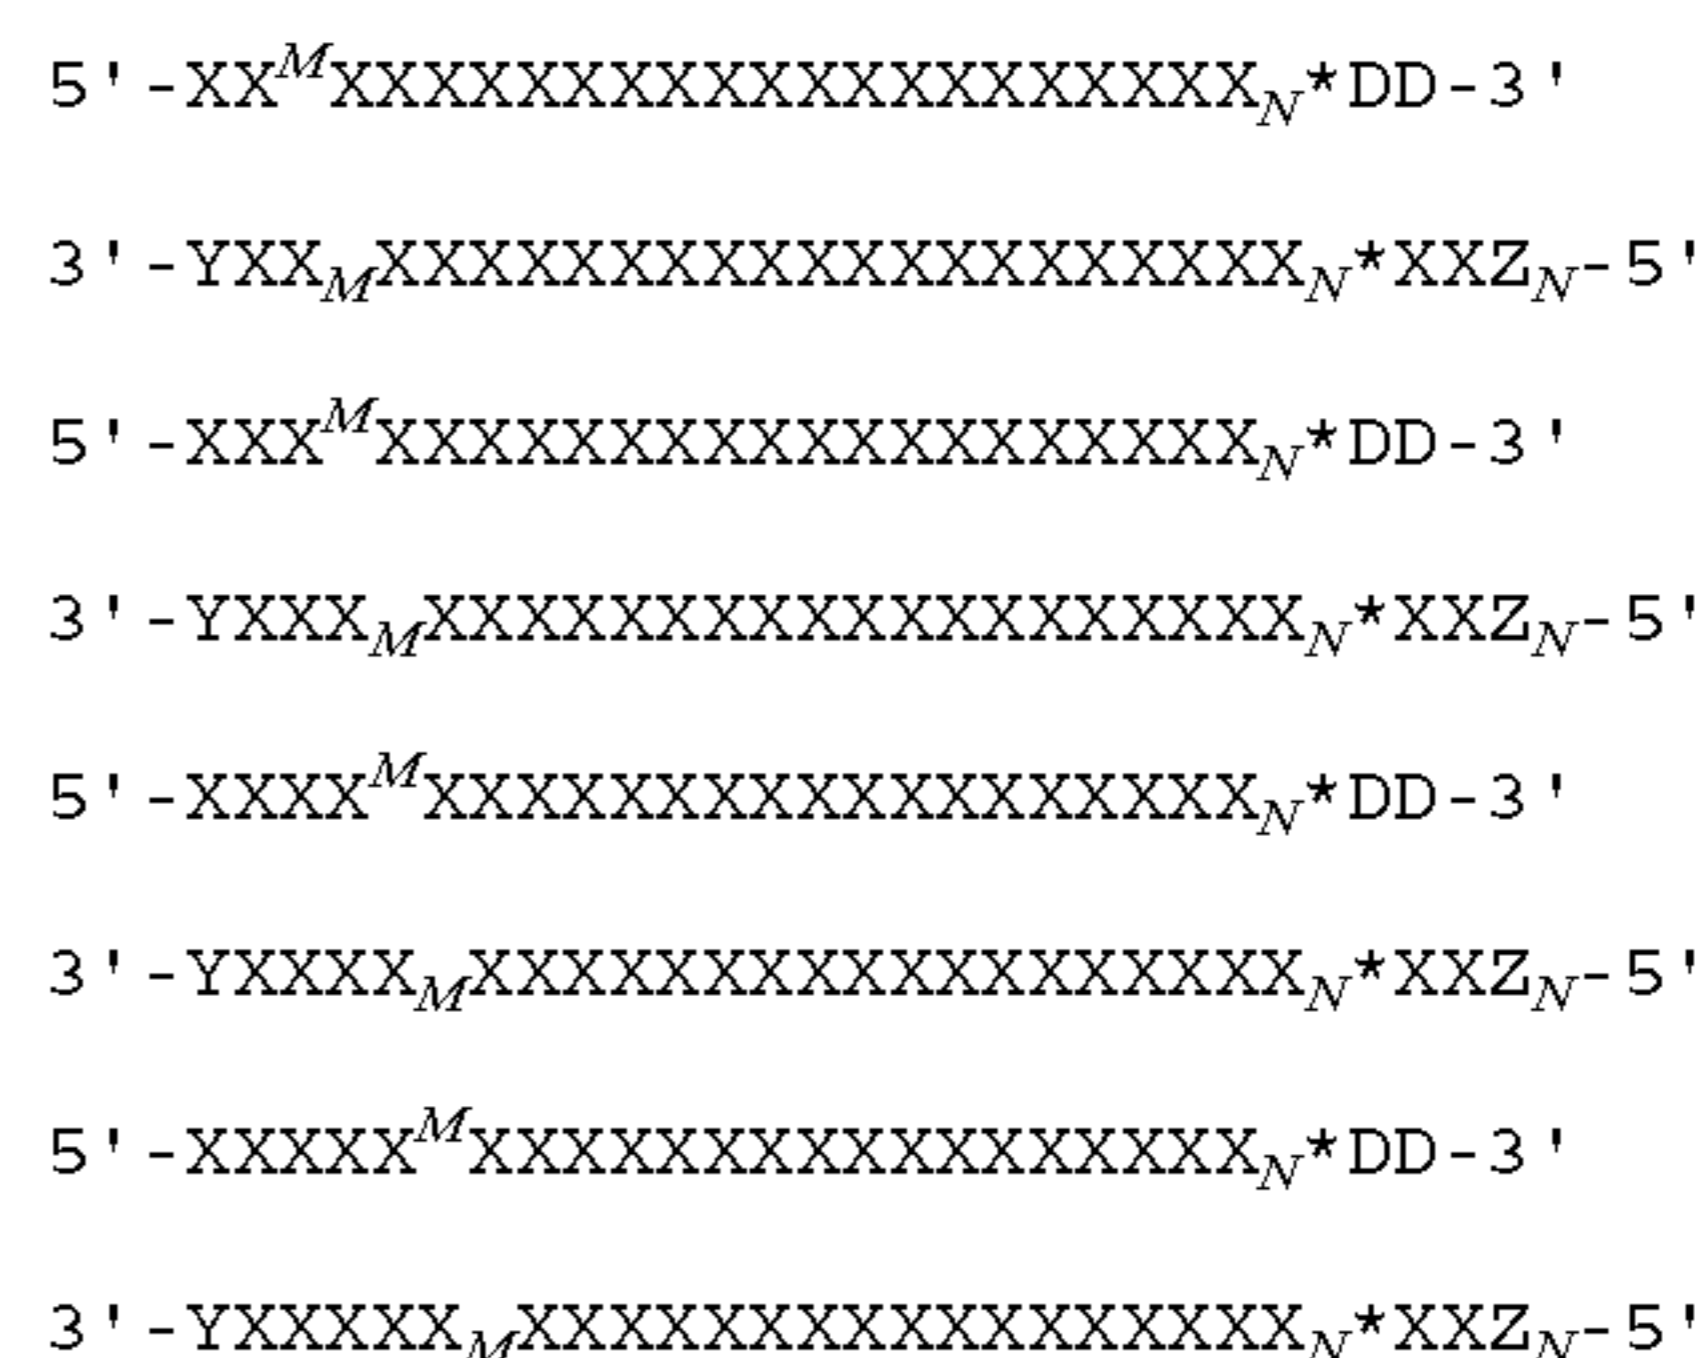 5'-XX^MXXXXXXXXXXXXXXXXXXXX_N*DD-3'
3'-YXX_MXXXXXXXXXXXXXXXXXXXX_N*XXZ_N-5'
5'-XXX^MXXXXXXXXXXXXXXXXXXX_N*DD-3'
3'-YXXX_MXXXXXXXXXXXXXXXXXXX_N*XXZ_N-5'
5'-XXXX^MXXXXXXXXXXXXXXXXXX_N*DD-3'
3'-YXXXX_MXXXXXXXXXXXXXXXXXX_N*XXZ_N-5'
5'-XXXXX^MXXXXXXXXXXXXXXXXX_N*DD-3'
3'-YXXXXX_MXXXXXXXXXXXXXXXXX_N*XXZ_N-5'